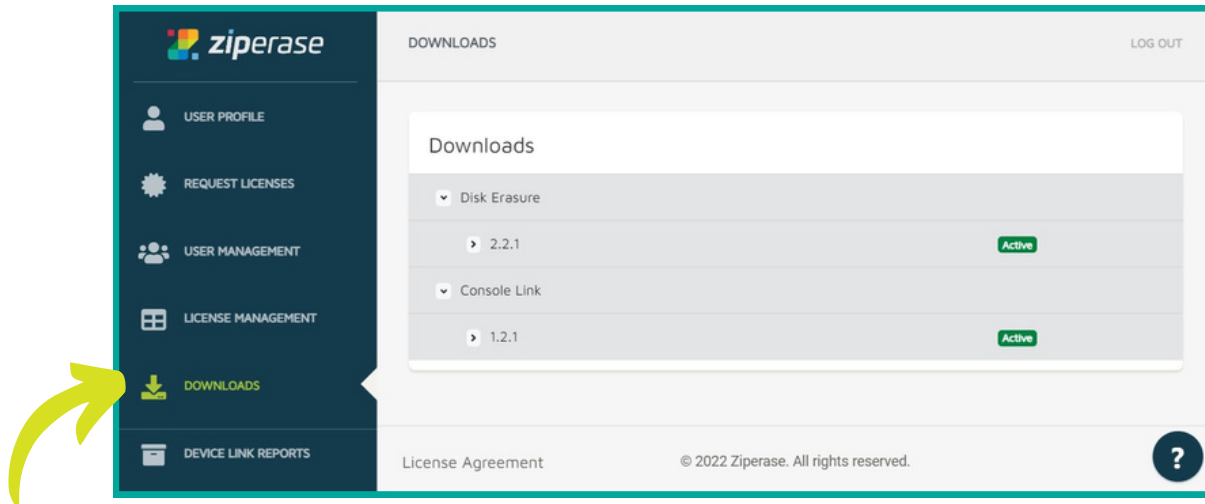 ziperase
DOWNLOADS
LOG OUT
USER PROFILE
REQUEST LICENSES
USER MANAGEMENT
LICENSE MANAGEMENT
DOWNLOADS
DEVICE LINK REPORTS
Downloads
Disk Erasure
2.2.1 Active
Console Link
1.2.1 Active
License Agreement
© 2022 Ziperase. All rights reserved.
?